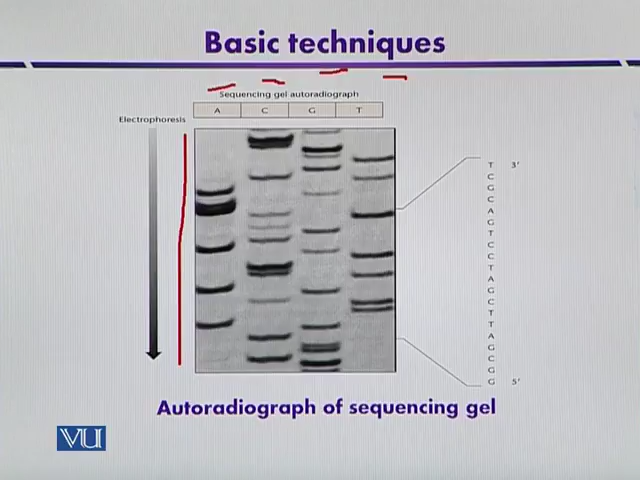 Basic techniques
Sequencing gel autoradiograph
Electrophoresis
A C G T
T 3'
C
G
C
A
G
T
C
C
T
A
G
C
T
T
A
G
C
G
G 5'
Autoradiograph of sequencing gel
VU